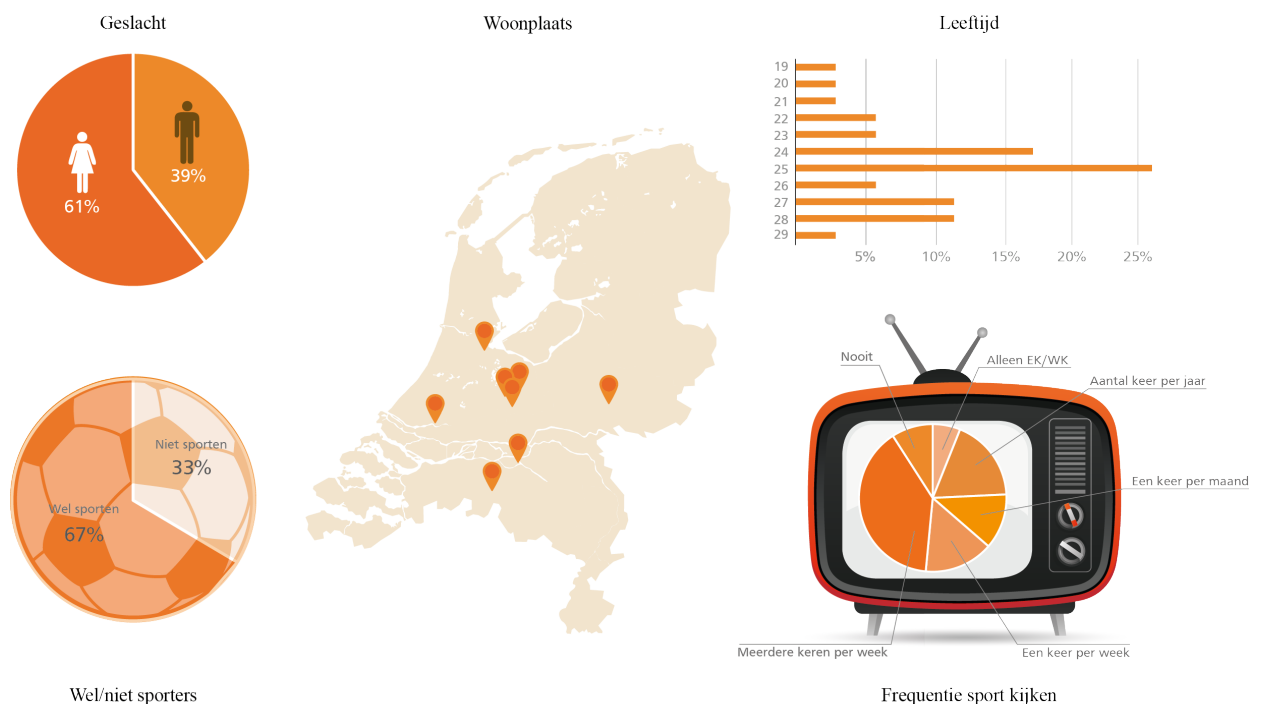 Geslacht
61%
39%
Woonplaats
Leeftijd
19
20
21
22
23
24
25
26
27
28
29
5%
10%
15%
20%
25%
Niet sporten
33%
Wel sporten
67%
Wel/niet sporters
Nooit
Alleen EK/WK
Aantal keer per jaar
Een keer per maand
Meerdere keren per week
Een keer per week
Frequentie sport kijken